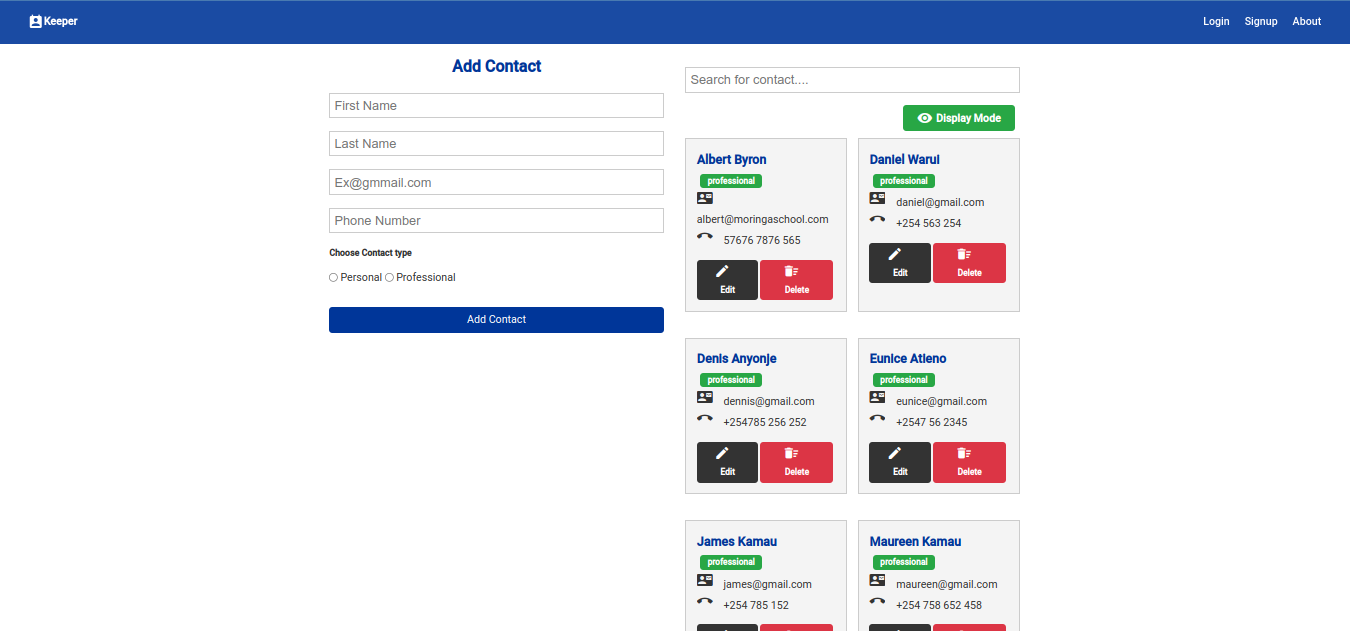 Keeper
Login Signup About
Add Contact
First Name
Last Name
Ex@gmmail.com
Phone Number
Choose Contact type
Personal Professional
Add Contact
Search for contact....
Display Mode
Albert Byron
professional
albert@moringaschool.com
57676 7876 565
Edit Delete
Daniel Warui
professional
daniel@gmail.com
+254 563 254
Edit Delete
Denis Anyonje
professional
dennis@gmail.com
+254785 256 252
Edit Delete
Eunice Atieno
professional
eunice@gmail.com
+2547 56 2345
Edit Delete
James Kamau
professional
james@gmail.com
+254 785 152
Maureen Kamau
professional
maureen@gmail.com
+254 758 652 458